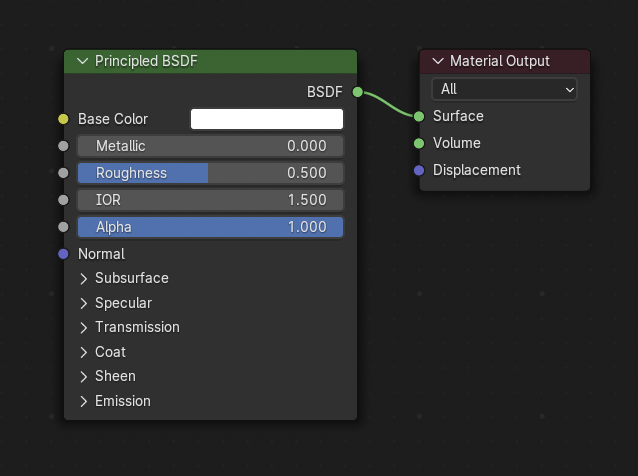 Principled BSDF
BSDF
Base Color
Metallic 0.000
Roughness 0.500
IOR 1.500
Alpha 1.000
Normal
Subsurface
Specular
Transmission
Coat
Sheen
Emission
Material Output
All
Surface
Volume
Displacement